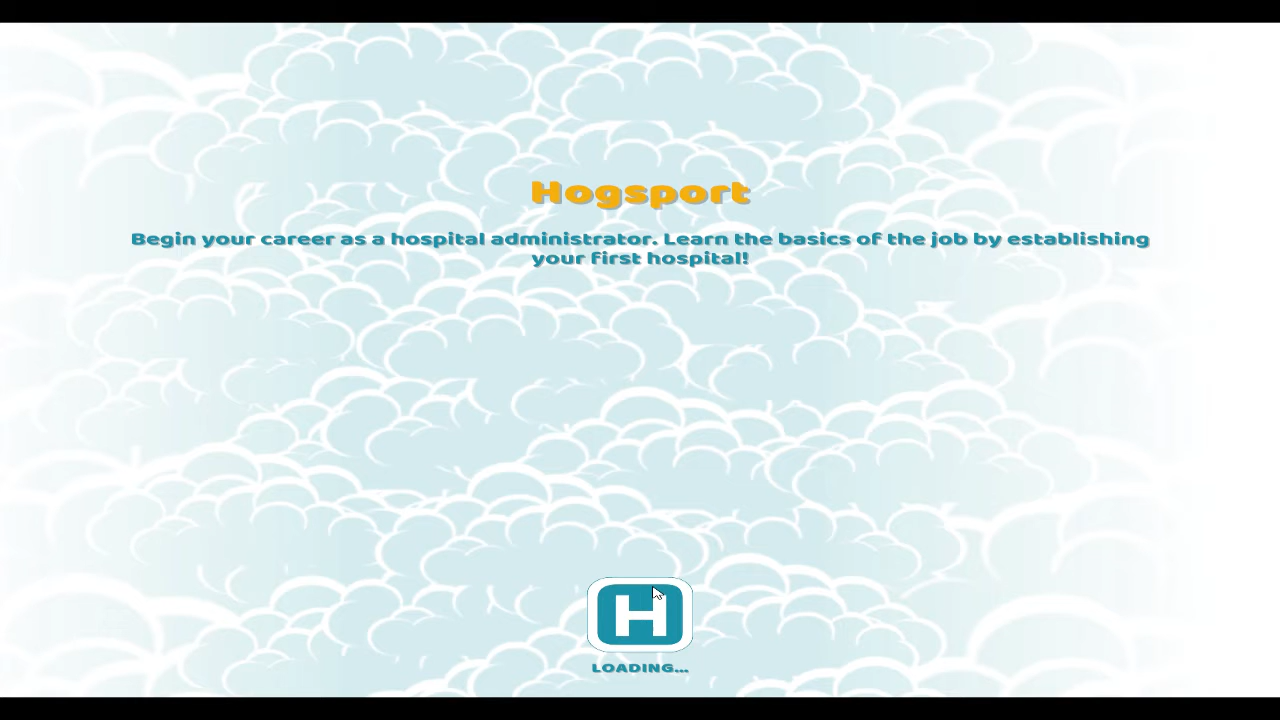 Hogsport
Begin your career as a hospital administrator. Learn the basics of the job by establishing
your first hospital!
H
LOADING...